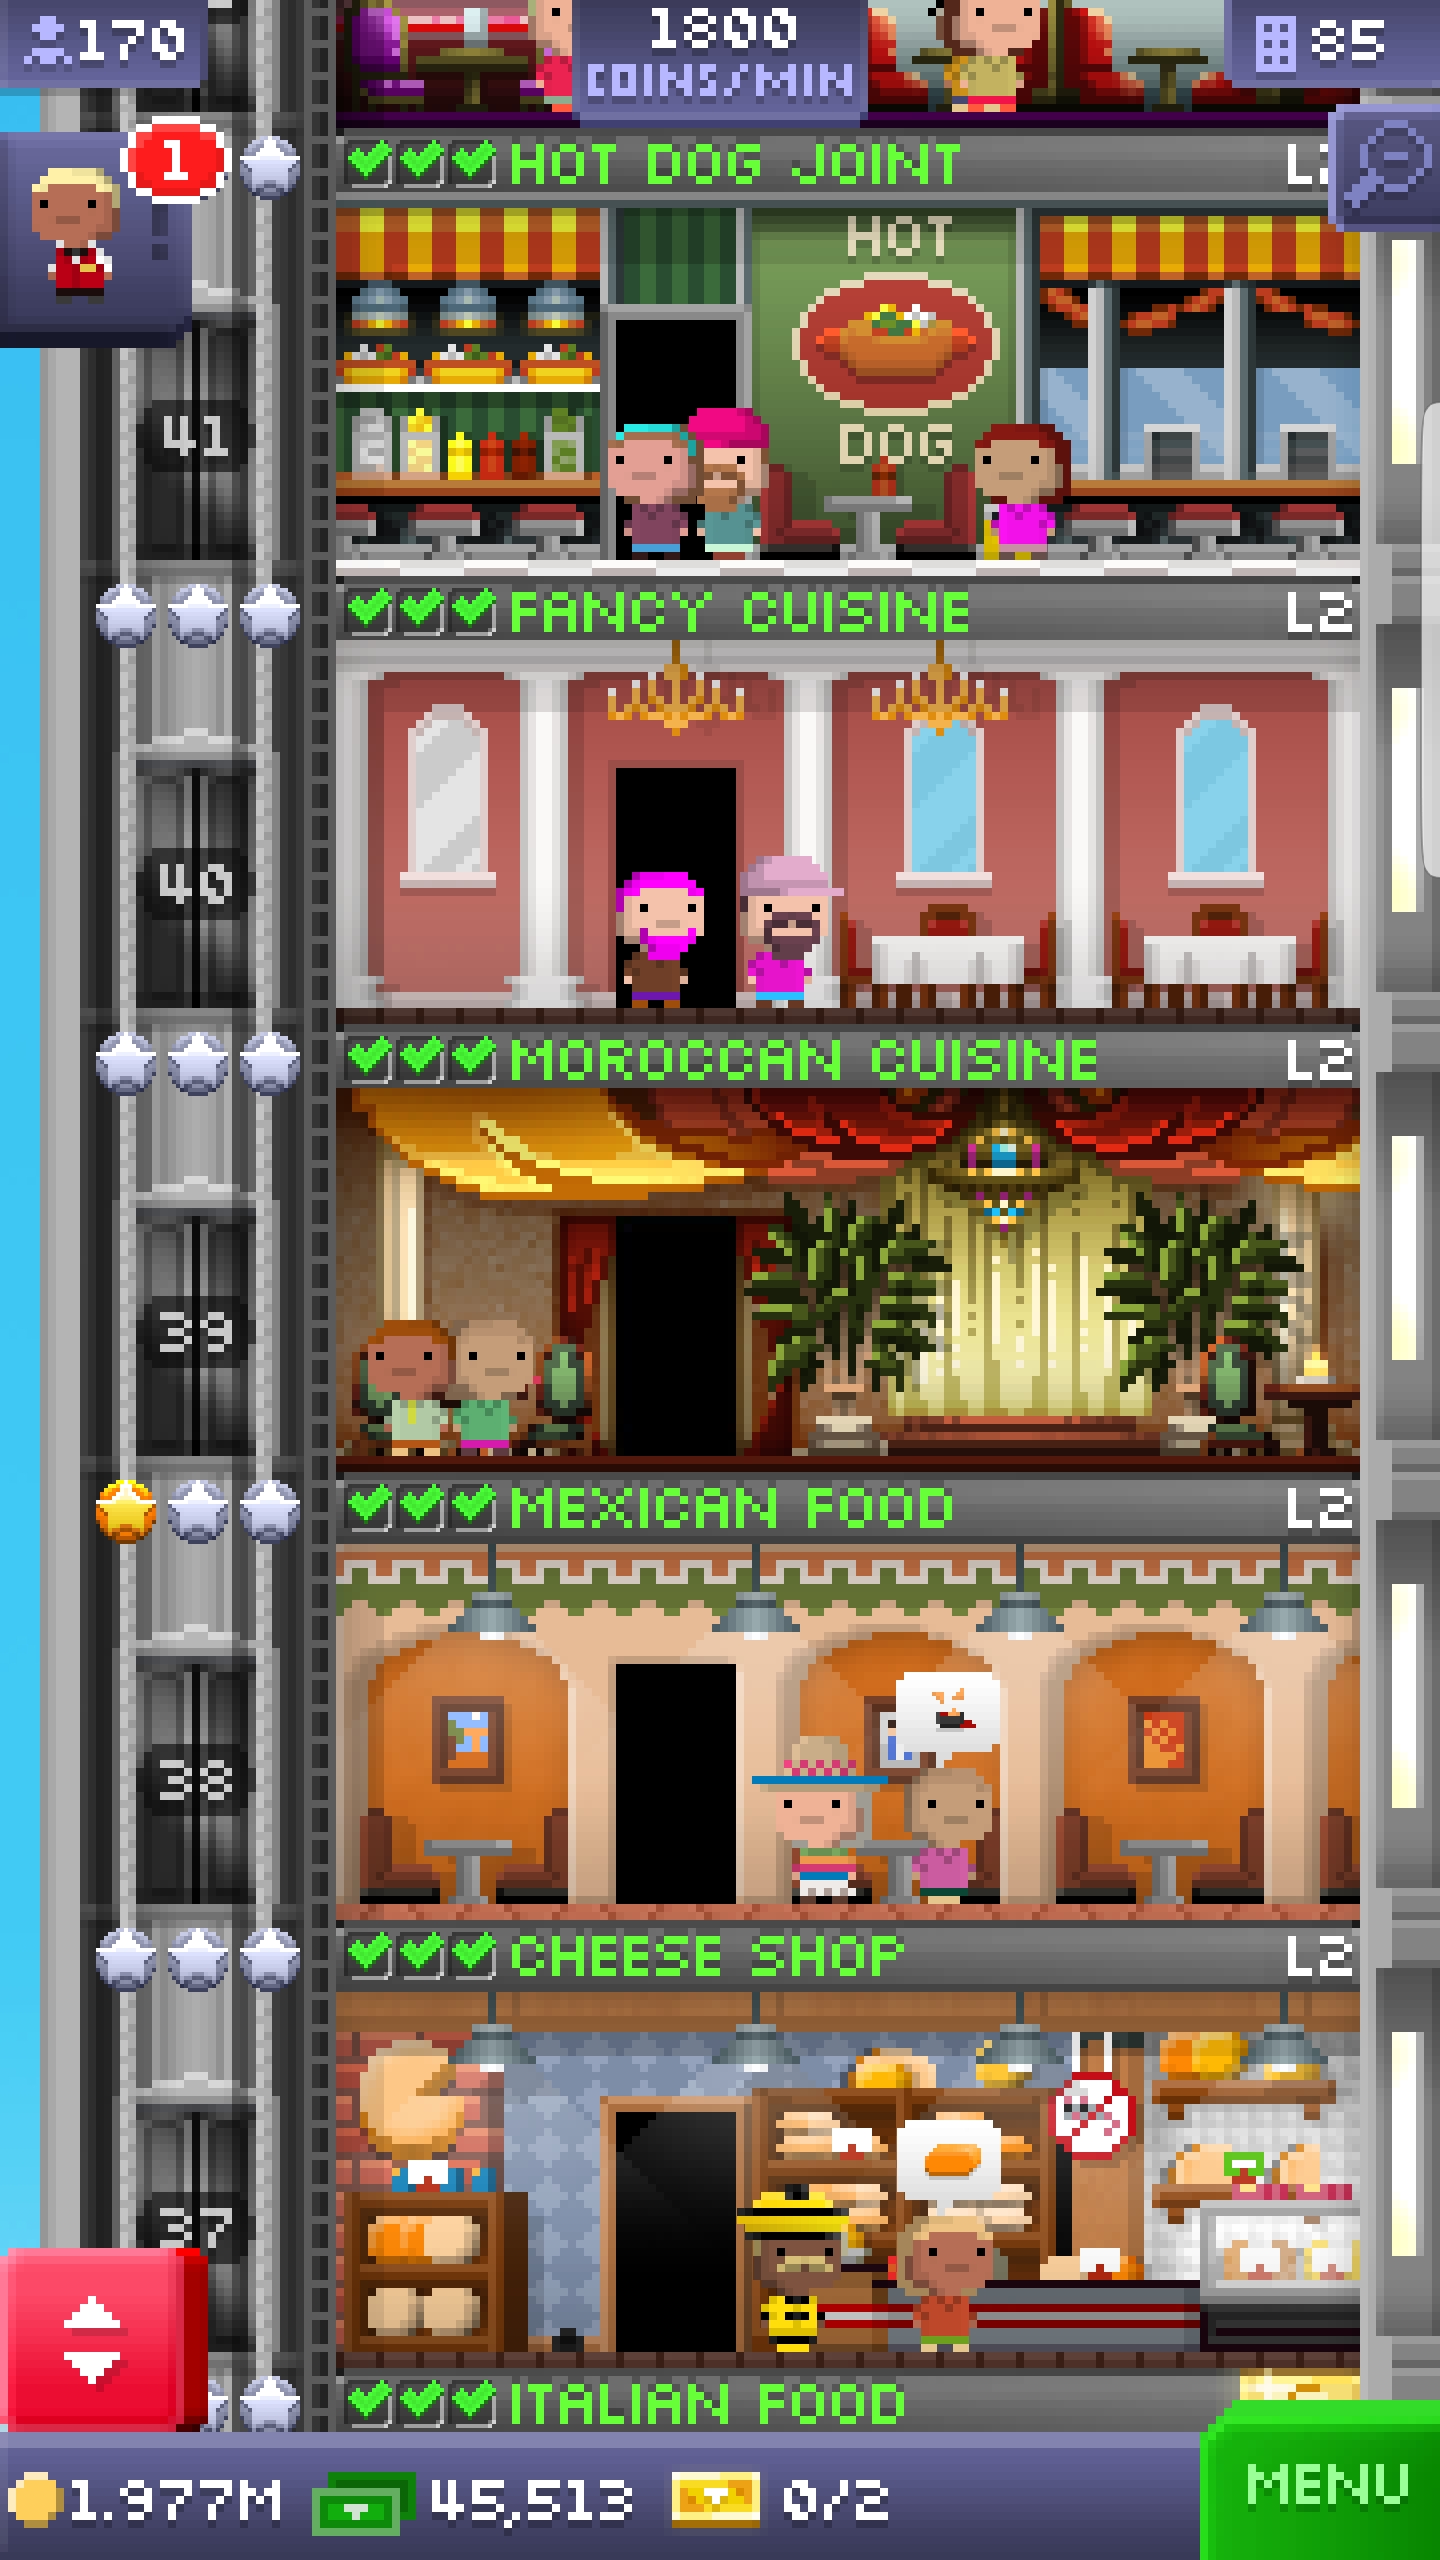 170
1800
COINS/MIN
85
1
HOT DOG JOINT
HOT
DOG
41
FANCY CUISINE L2
40
MOROCCAN CUISINE L2
39
MEXICAN FOOD L2
38
CHEESE SHOP L2
37
ITALIAN FOOD
1.977M 45,513 0/2
MENU